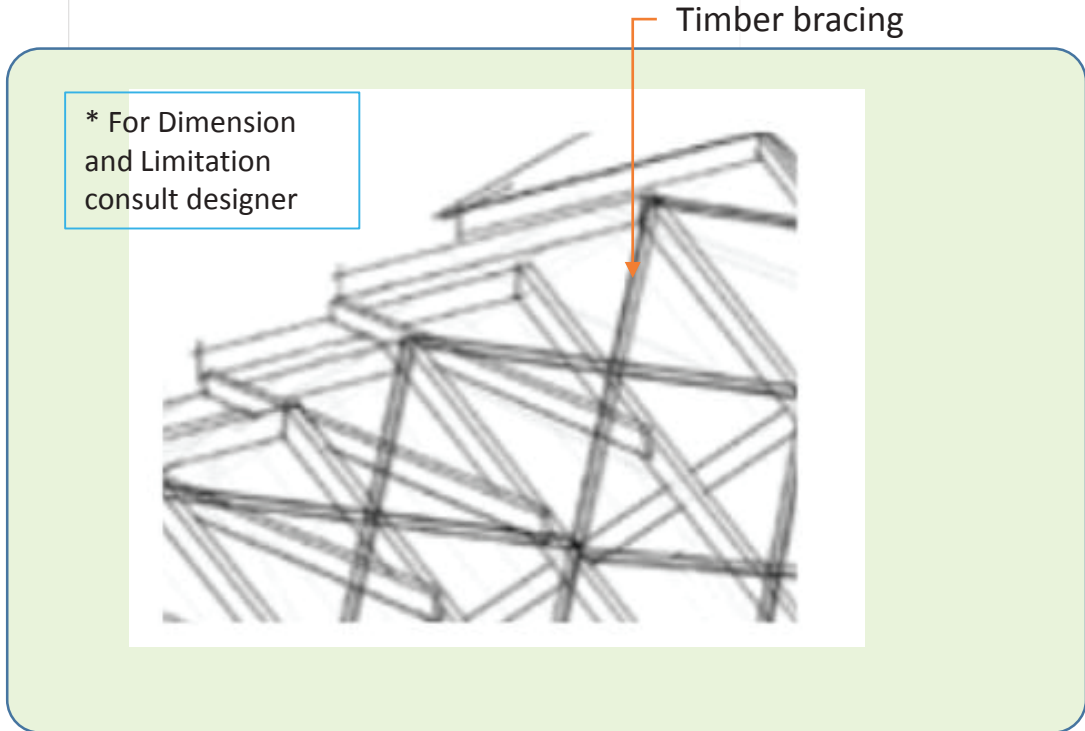 Timber bracing
* For Dimension
and Limitation
consult designer